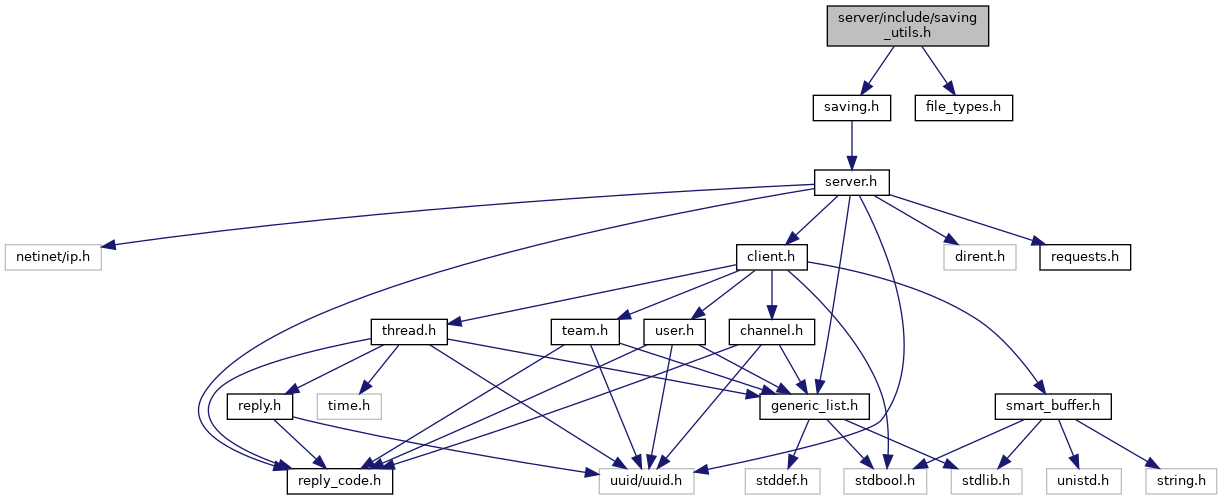 server/include/saving
_utils.h
saving.h
file_types.h
server.h
netinet/ip.h
client.h
dirent.h
requests.h
thread.h
team.h
user.h
channel.h
reply.h
time.h
generic_list.h
smart_buffer.h
reply_code.h
uuid/uuid.h
stddef.h
stdbool.h
stdlib.h
unistd.h
string.h